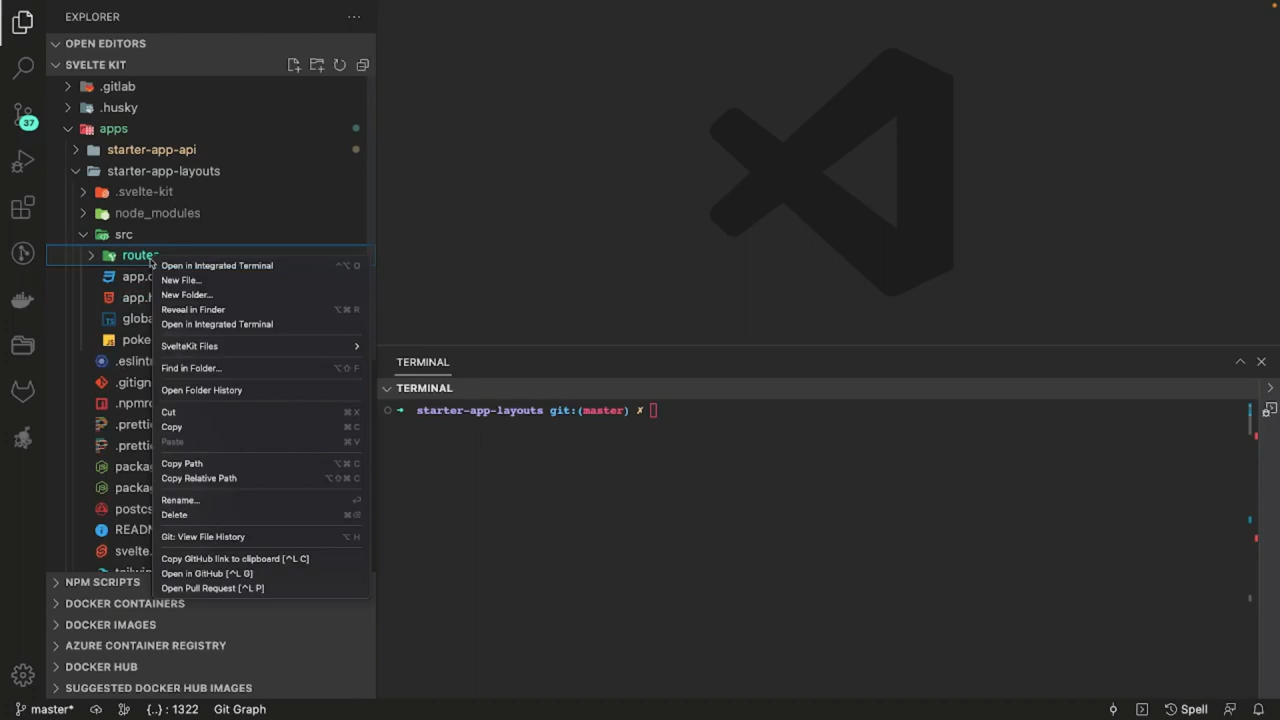 EXPLORER
OPEN EDITORS
SVELTE KIT
.gitlab
.husky
apps
starter-app-api
starter-app-layouts
.svelte-kit
node_modules
src
37
Open in Integrated Terminal ^⌥ O
New File...
New Folder...
Reveal in Finder ⌥⌘ R
Open in Integrated Terminal
SvelteKit Files
Find in Folder... ⌥⇧ F
Open Folder History
Cut ⌘ X
Copy ⌘ C
Paste ⌘ V
Copy Path ⌥⌘ C
Copy Relative Path ⌥⇧⌘ C
Rename...
Delete
Git: View File History ⌥ H
Copy GitHub link to clipboard [^L C]
Open in GitHub [^L G]
Open Pull Request [^L P]
NPM SCRIPTS
DOCKER CONTAINERS
DOCKER IMAGES
AZURE CONTAINER REGISTRY
DOCKER HUB
SUGGESTED DOCKER HUB IMAGES
TERMINAL
TERMINAL
starter-app-layouts git:(master) ✗
master*
{..} : 1322
Git Graph
Spell